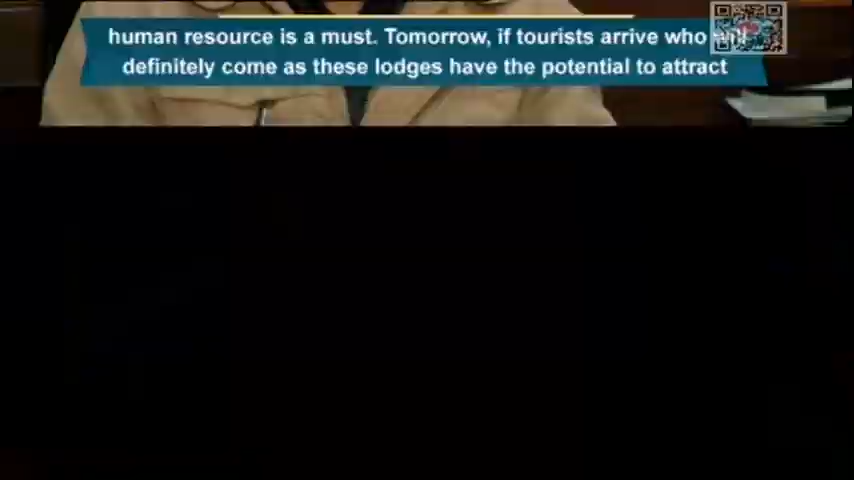 human resource is a must. Tomorrow, if tourists arrive who will
definitely come as these lodges have the potential to attract